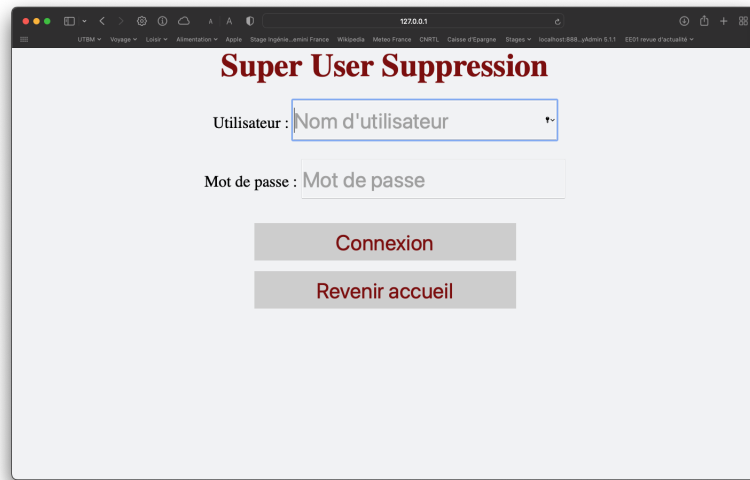 A A 127.0.0.1
UTBM Voyage Loisir Alimentation Apple Stage Ingénie...emini France Wikipedia Meteo France CNRTL Caisse d'Epargne Stages localhost:888...yAdmin 5.1.1 EE01 revue d'actualité
Super User Suppression
Utilisateur : Nom d'utilisateur
Mot de passe : Mot de passe
Connexion
Revenir accueil